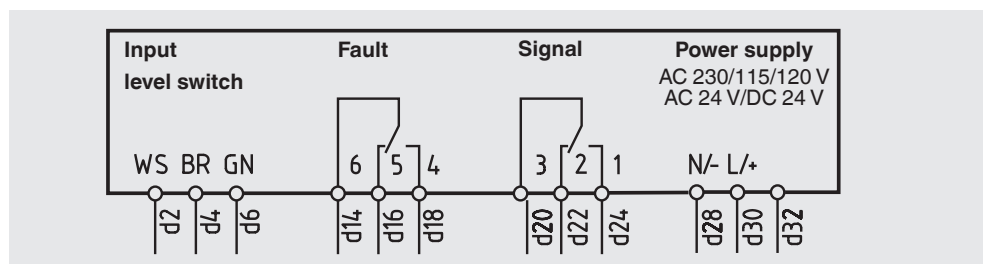 Input
level switch
Fault
Signal
Power supply
AC 230/115/120 V
AC 24 V/DC 24 V
WS BR GN
6 5 4
3 2 1
N/- L/+
d2 d4 d6
d14 d16 d18
d20 d22 d24
d28 d30 d32